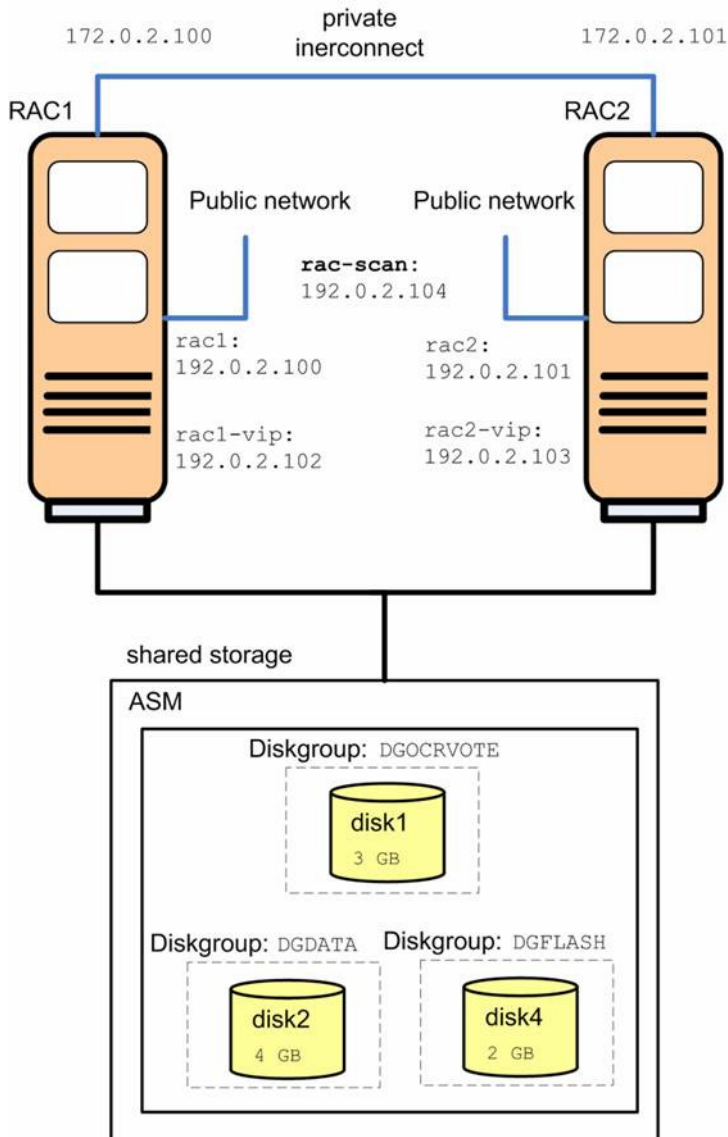 172.0.2.100
private
inerconnect
172.0.2.101
RAC1
RAC2
Public network
Public network
rac-scan:
192.0.2.104
rac1:
192.0.2.100
rac2:
192.0.2.101
rac1-vip:
192.0.2.102
rac2-vip:
192.0.2.103
shared storage
ASM
Diskgroup: DGOCRVOTE
disk1
3 GB
Diskgroup: DGDATA
Diskgroup: DGFLASH
disk2
4 GB
disk4
2 GB